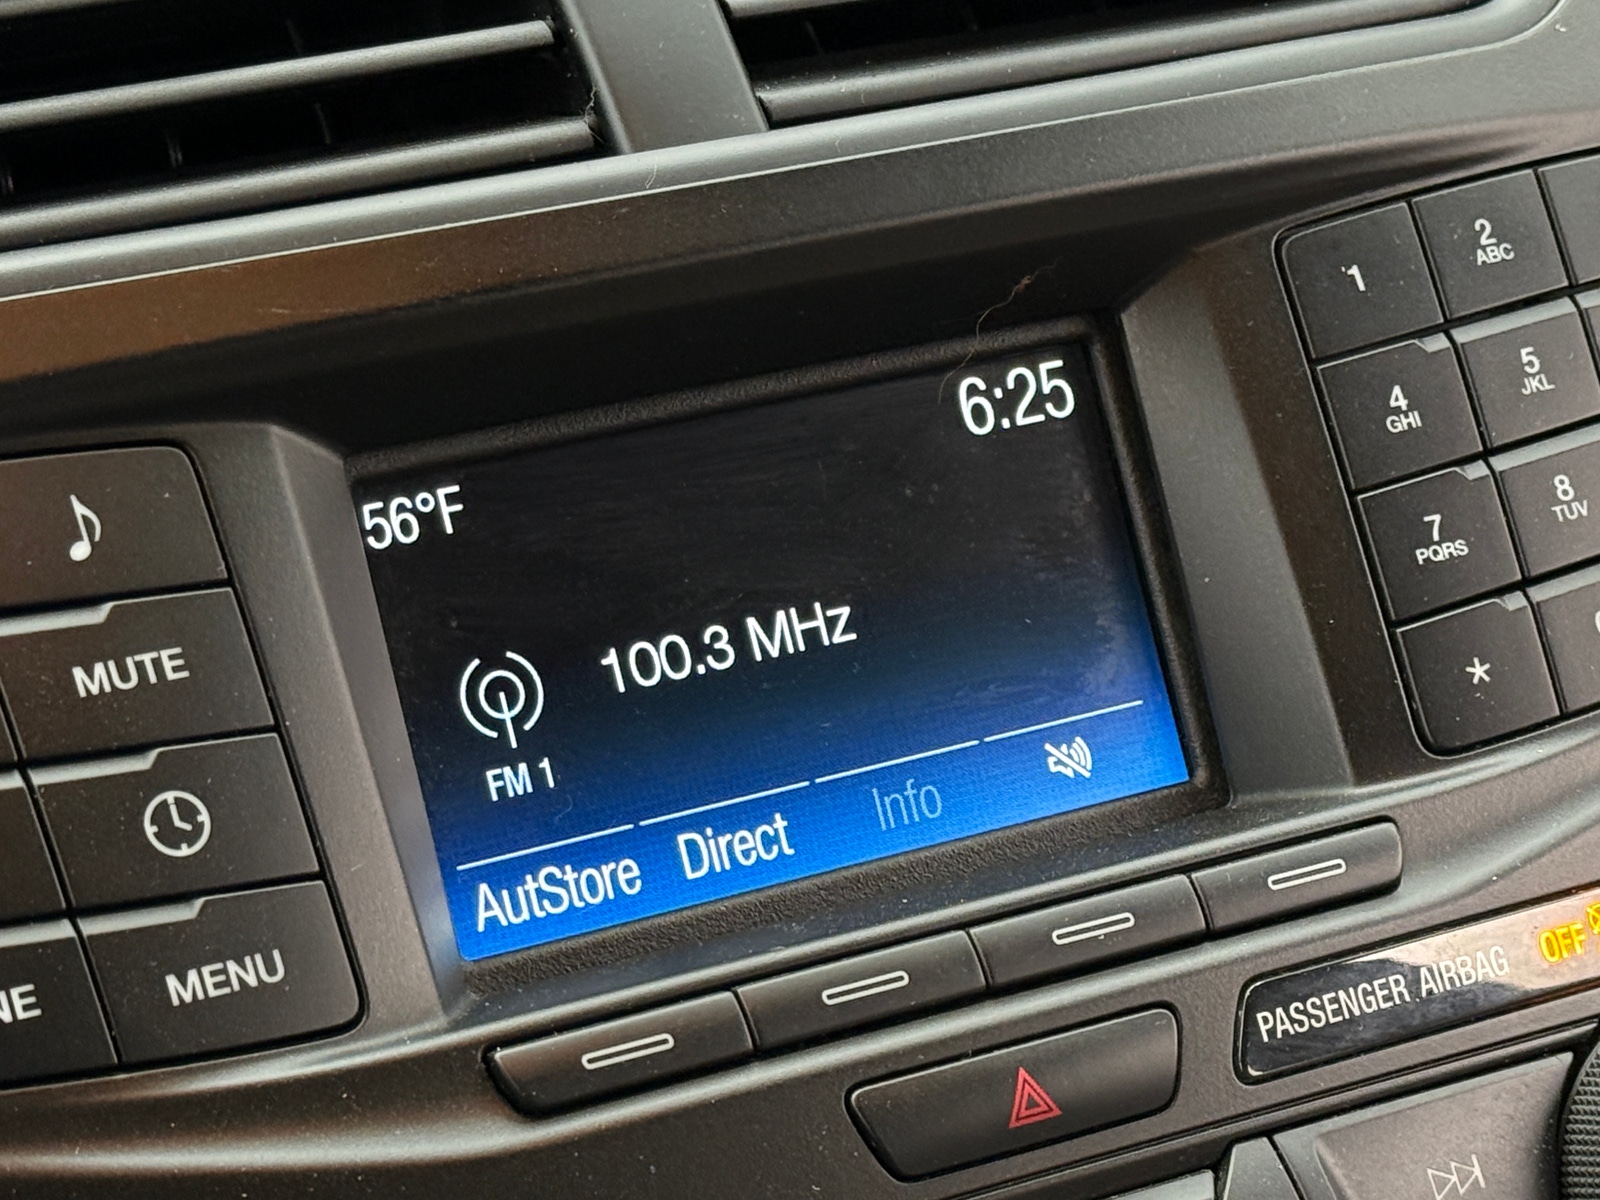 6:25
56°F
100.3 MHz
FM 1
AutStore Direct Info
MUTE
MENU
NE
1
2
ABC
4
GHI
5
JKL
7
PQRS
8
TUV
*
PASSENGER AIRBAG OFF